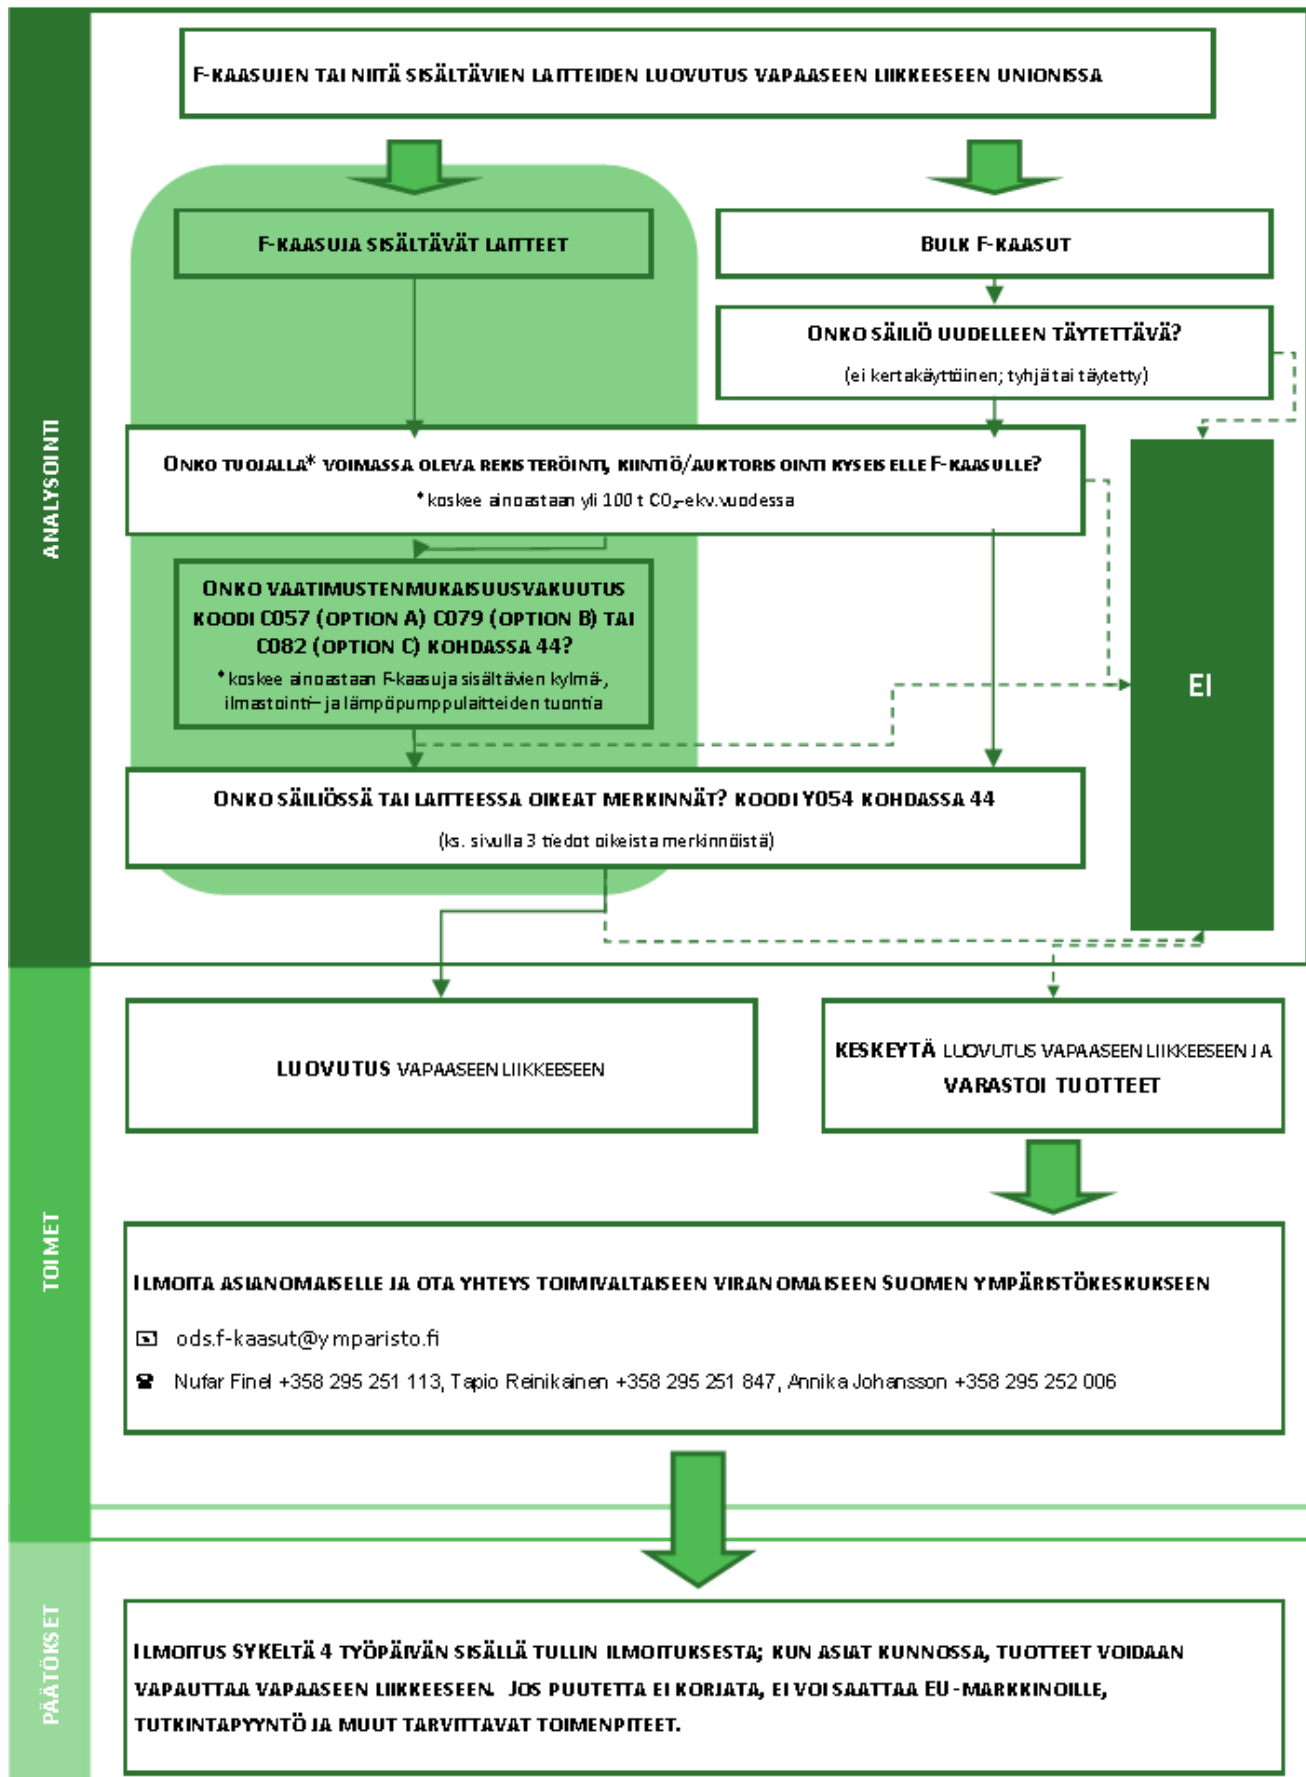 F-KAASUJEN TAI NIITÄ SISÄLTÄVIEN LAITTEIDEN LUOVUTUS VAPAASEEN LIIKKEESEEN UNIONISSA
F-KAASUJA SISÄLTÄVÄT LAITTEET
BULK F-KAASUT
ONKO SÄILIÖ UUDELLEEN TÄYTETTÄVÄ?
(ei kertakäyttöinen; tyhjä tai täytetty)
ANALYSOINTI
ONKO TUOJALLA* VOIMASSA OLEVA REKISTERÖINTI, KIINTIÖ/AUKTORISOINTI KYSEISELLE F-KAASULLE?
* koskee ainoastaan yli 100 t CO₂-ekv.vuodessa
ONKO VAATIMUSTENMUKAISUUSVAKUUTUS
KOODI C057 (OPTION A) C079 (OPTION B) TAI
C082 (OPTION C) KOHDASSA 44?
* koskee ainoastaan F-kaasuja sisältävien kylmä-,
ilmastointi– ja lämpöpumppulaitteiden tuontia
EI
ONKO SÄILIÖSSÄ TAI LAITTEESSA OIKEAT MERKINNÄT? KOODI Y054 KOHDASSA 44
(ks. sivulla 3 tiedot oikeista merkinnöistä)
LUOVUTUS VAPAASEEN LIIKKEESEEN
KESKEYTÄ LUOVUTUS VAPAASEEN LIIKKEESEEN JA
VARASTOI TUOTTEET
TOIMET
ILMOITA ASIANOMAISELLE JA OTA YHTEYS TOIMIVALTAISEEN VIRANOMAISEEN SUOMEN YMPÄRISTÖKESKUKSEEN
ods.f-kaasut@ymparisto.fi
Nufar Finel +358 295 251 113, Tapio Reinikainen +358 295 251 847, Annika Johansson +358 295 252 006
PÄÄTÖKSET
ILMOITUS SYKELTÄ 4 TYÖPÄIVÄN SISÄLLÄ TULLIN ILMOITUKSESTA; KUN ASIAT KUNNOSSA, TUOTTEET VOIDAAN
VAPAUTTAA VAPAASEEN LIIKKEESEEN. JOS PUUTETTA EI KORJATA, EI VOI SAATTAA EU-MARKKINOILLE,
TUTKINTAPYYNTÖ JA MUUT TARVITTAVAT TOIMENPITEET.